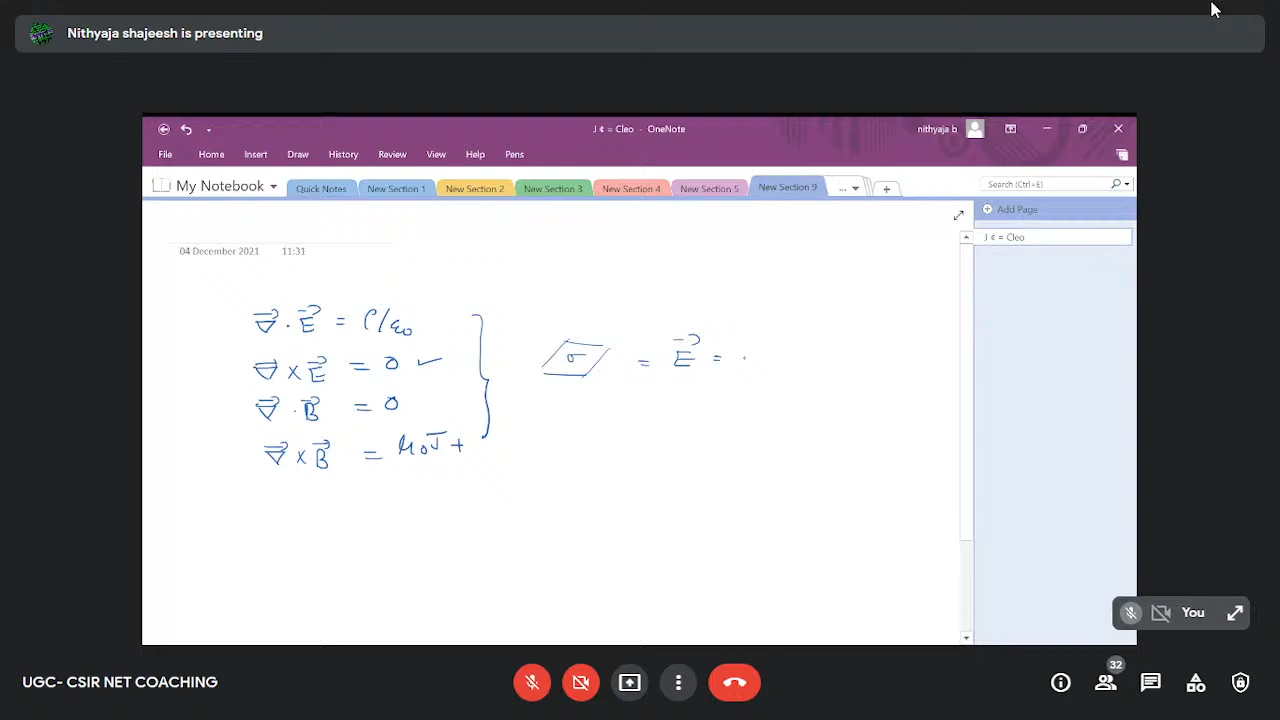 Nithyaja shajeesh is presenting
J ¢ = Cleo - OneNote
nithyaja b
File Home Insert Draw History Review View Help Pens
My Notebook Quick Notes New Section 1 New Section 2 New Section 3 New Section 4 New Section 5 New Section 9 ... Search (Ctrl+E)
Add Page
J ¢ = Cleo
04 December 2021 11:31
∇⃗ . E⃗ = ρ/ε₀
∇⃗ × E⃗ = 0 ✓
∇⃗ . B⃗ = 0
∇⃗ × B⃗ = μ₀J̅ +
σ = E⃗ =
You
UGC- CSIR NET COACHING
32